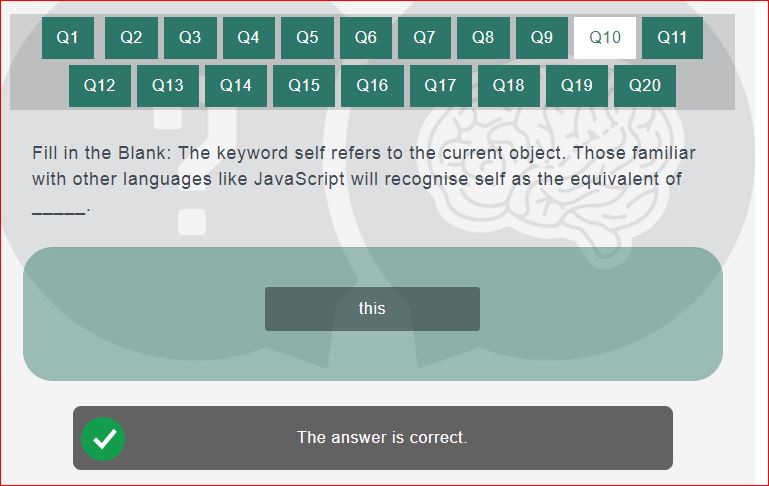 Q1 Q2 Q3 Q4 Q5 Q6 Q7 Q8 Q9 Q10 Q11
Q12 Q13 Q14 Q15 Q16 Q17 Q18 Q19 Q20
Fill in the Blank: The keyword self refers to the current object. Those familiar
with other languages like JavaScript will recognise self as the equivalent of
_____.
this
The answer is correct.